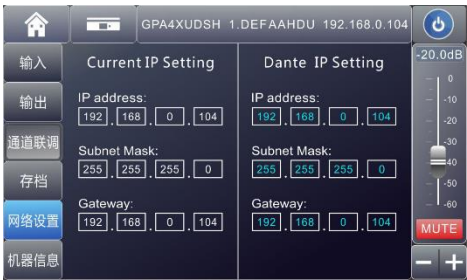 GPA4XUDSH 1.DEFAAHDU 192.168.0.104
输入
输出
通道联调
存档
网络设置
机器信息
Current IP Setting
IP address:
192 . 168 . 0 . 104
Subnet Mask:
255 . 255 . 255 . 0
Gateway:
192 . 168 . 0 . 104
Dante IP Setting
IP address:
192 . 168 . 0 . 104
Subnet Mask:
255 . 255 . 255 . 0
Gateway:
192 . 168 . 0 . 104
-20.0dB
0
-10
-20
-30
-40
-50
-60
MUTE
- +